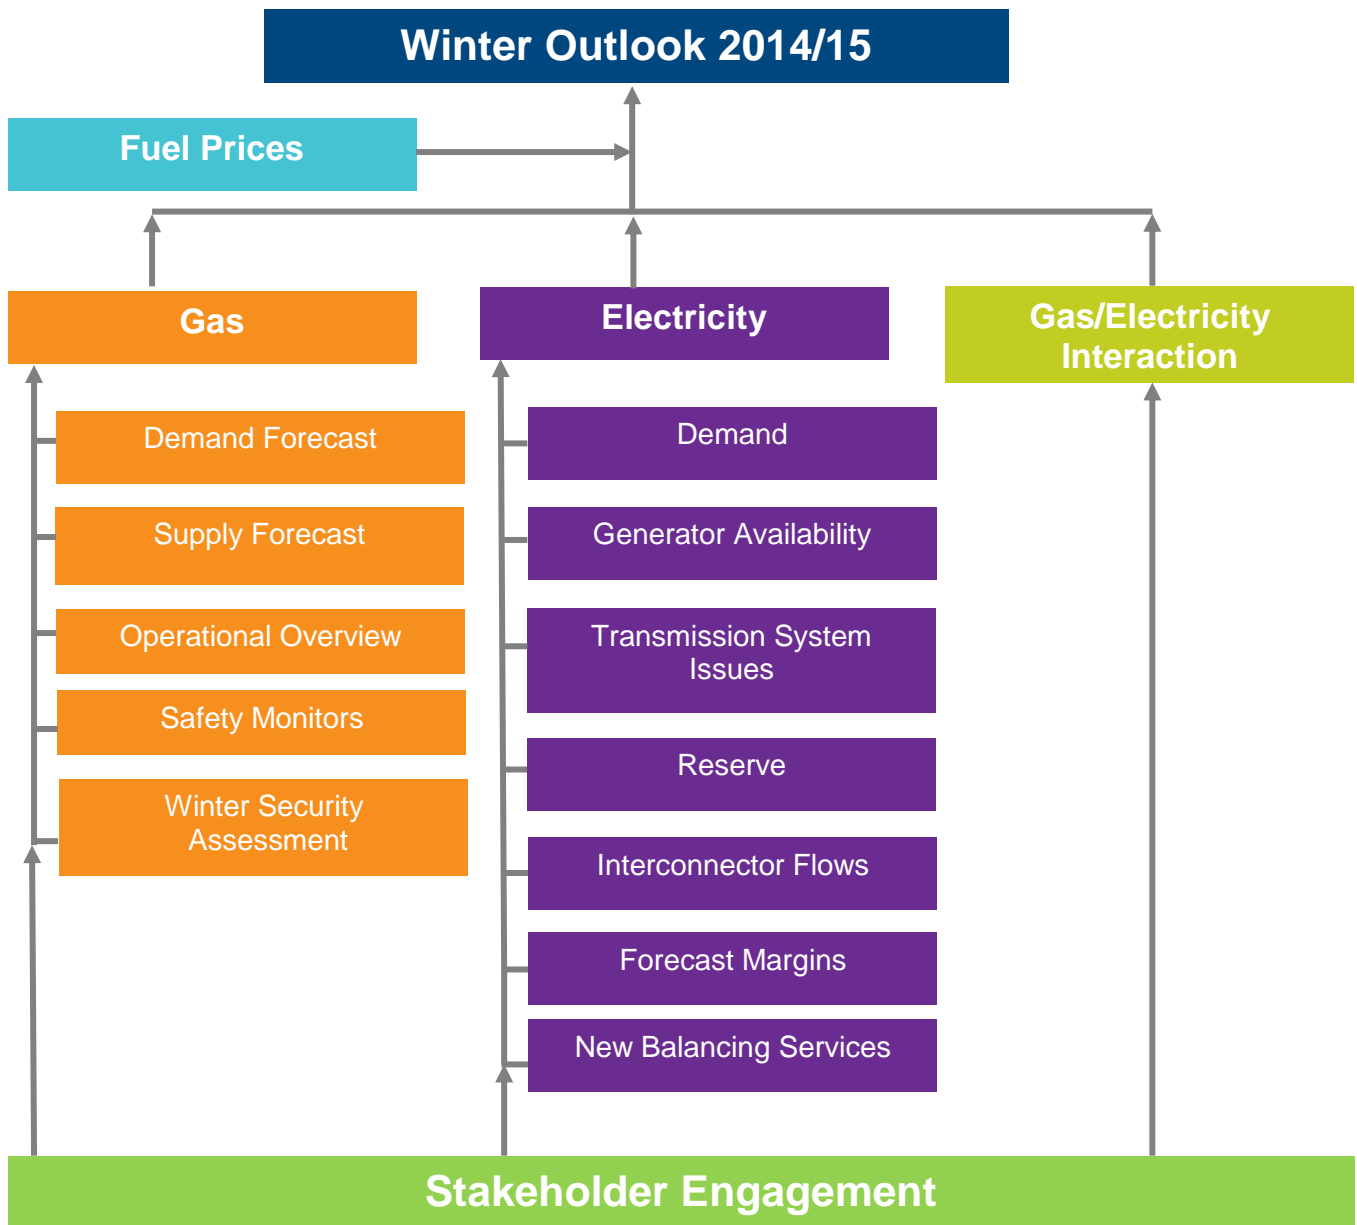 Winter Outlook 2014/15
Fuel Prices
Gas
Electricity
Gas/Electricity
Interaction
Demand Forecast
Supply Forecast
Operational Overview
Safety Monitors
Winter Security
Assessment
Demand
Generator Availability
Transmission System
Issues
Reserve
Interconnector Flows
Forecast Margins
New Balancing Services
Stakeholder Engagement